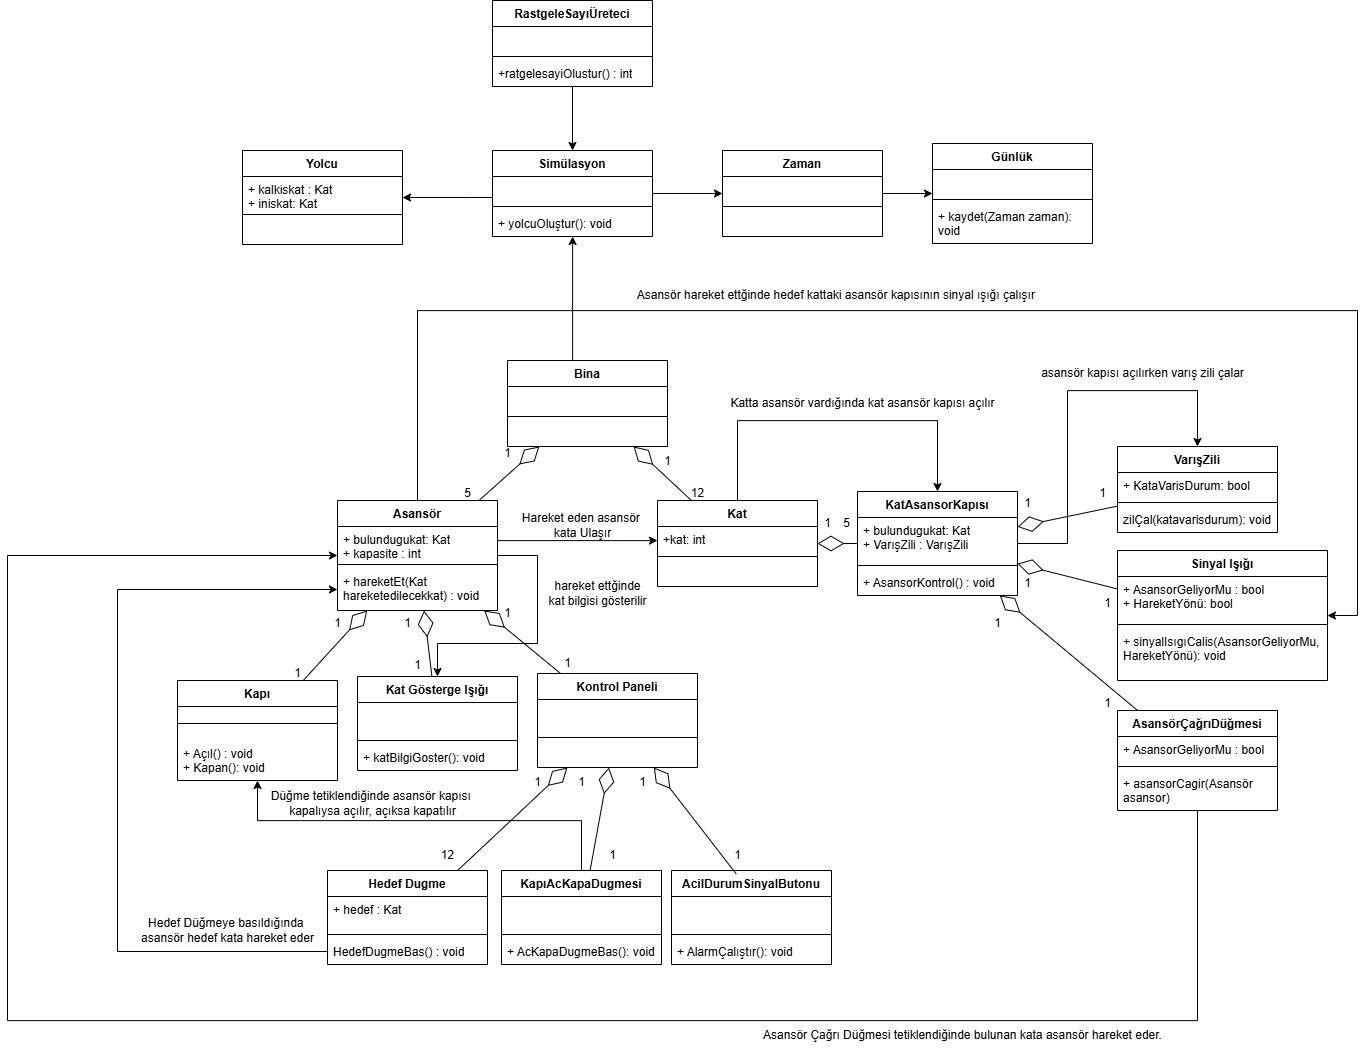 RastgeleSayıÜreteci
+ratgelesayiOlustur() : int
Yolcu
+ kalkiskat : Kat
+ iniskat: Kat
Simülasyon
+ yolcuOluştur(): void
Zaman
Günlük
+ kaydet(Zaman zaman):
void
Asansör hareket ettğinde hedef kattaki asansör kapısının sinyal ışığı çalışır
Bina
1
1
5
12
Katta asansör vardığında kat asansör kapısı açılır
asansör kapısı açılırken varış zili çalar
Asansör
+ bulundugukat: Kat
+ kapasite : int
+ hareketEt(Kat
hareketedilecekkat) : void
Hareket eden asansör
kata Ulaşır
Kat
+kat: int
1
5
KatAsansorKapısı
+ bulundugukat: Kat
+ VarışZili : VarışZili
+ AsansorKontrol() : void
1
1
VarışZili
+ KataVarisDurum: bool
zilÇal(katavarisdurum): void
1
1
Sinyal Işığı
+ AsansorGeliyorMu : bool
+ HareketYönü: bool
+ sinyalIsıgıCalis(AsansorGeliyorMu,
HareketYönü): void
1
1
AsansörÇağrıDüğmesi
+ AsansorGeliyorMu : bool
+ asansorCagir(Asansör
asansor)
hareket ettğinde
kat bilgisi gösterilir
1
1
1
1
1
1
Kapı
+ Açıl() : void
+ Kapan(): void
Kat Gösterge Işığı
+ katBilgiGoster(): void
Kontrol Paneli
1
1
1
Düğme tetiklendiğinde asansör kapısı
kapalıysa açılır, açıksa kapatılır
12
1
1
Hedef Dugme
+ hedef : Kat
HedefDugmeBas() : void
KapıAcKapaDugmesi
+ AcKapaDugmeBas(): void
AcilDurumSinyalButonu
+ AlarmÇalıştır(): void
Hedef Düğmeye basıldığında
asansör hedef kata hareket eder
Asansör Çağrı Düğmesi tetiklendiğinde bulunan kata asansör hareket eder.